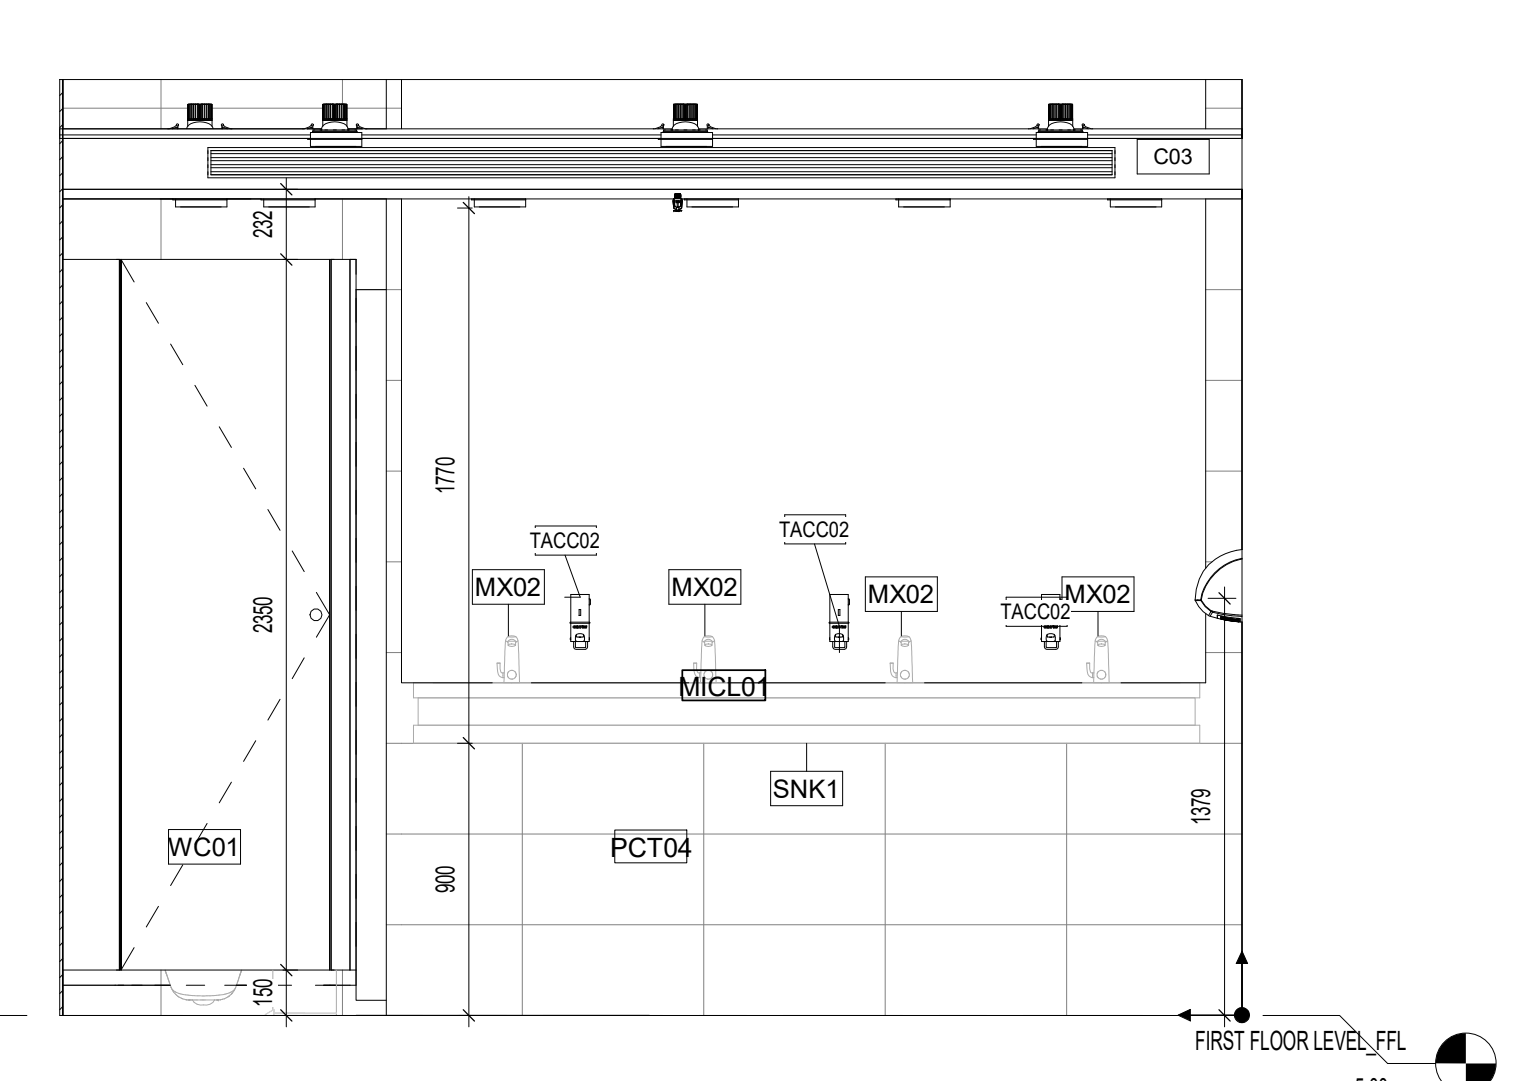 C03
232
1770
TACC02
TACC02
MX02
MX02
MX02
MX02
TACC02
2350
MICL01
SNK1
1379
WC01
PCT04
900
150
FIRST FLOOR LEVEL_FFL